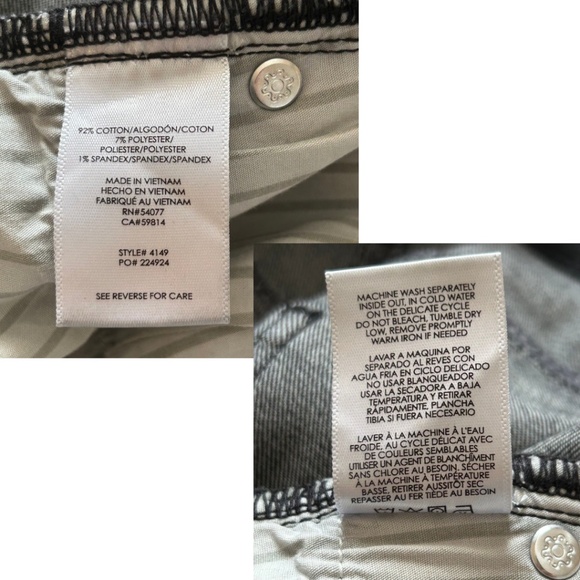 92% COTTON/ALGODÓN/COTON
7% POLYESTER/
POLIESTER/POLYESTER
1% SPANDEX/SPANDEX/SPANDEX
MADE IN VIETNAM
HECHO EN VIETNAM
FABRIQUÉ AU VIETNAM
RN#54077
CA#59814
STYLE# 4149
PO# 224924
SEE REVERSE FOR CARE
MACHINE WASH SEPARATELY
INSIDE OUT, IN COLD WATER
ON THE DELICATE CYCLE
DO NOT BLEACH, TUMBLE DRY
LOW, REMOVE PROMPTLY
WARM IRON IF NEEDED
LAVAR A MAQUINA POR
SEPARADO AL REVES CON
AGUA FRIA EN CICLO DELICADO
NO USAR BLANQUEADOR
USAR LA SECADORA A BAJA
TEMPERATURA Y RETIRAR
RÁPIDAMENTE, PLANCHA
TIBIA SI FUERA NECESARIO
LAVER À LA MACHINE À L'EAU
FROIDE, AU CYCLE DÉLICAT AVEC
DE COULEURS SEMBLABLES
UTILISER UN AGENT DE BLANCHÎMENT
SANS CHLORE AU BESOIN, SÉCHER
À LA MACHINE À TEMPÉRATURE
BASSE, RETIRER AUSSITÔT SEC
REPASSER AU FER TIÈDE AU BESOIN